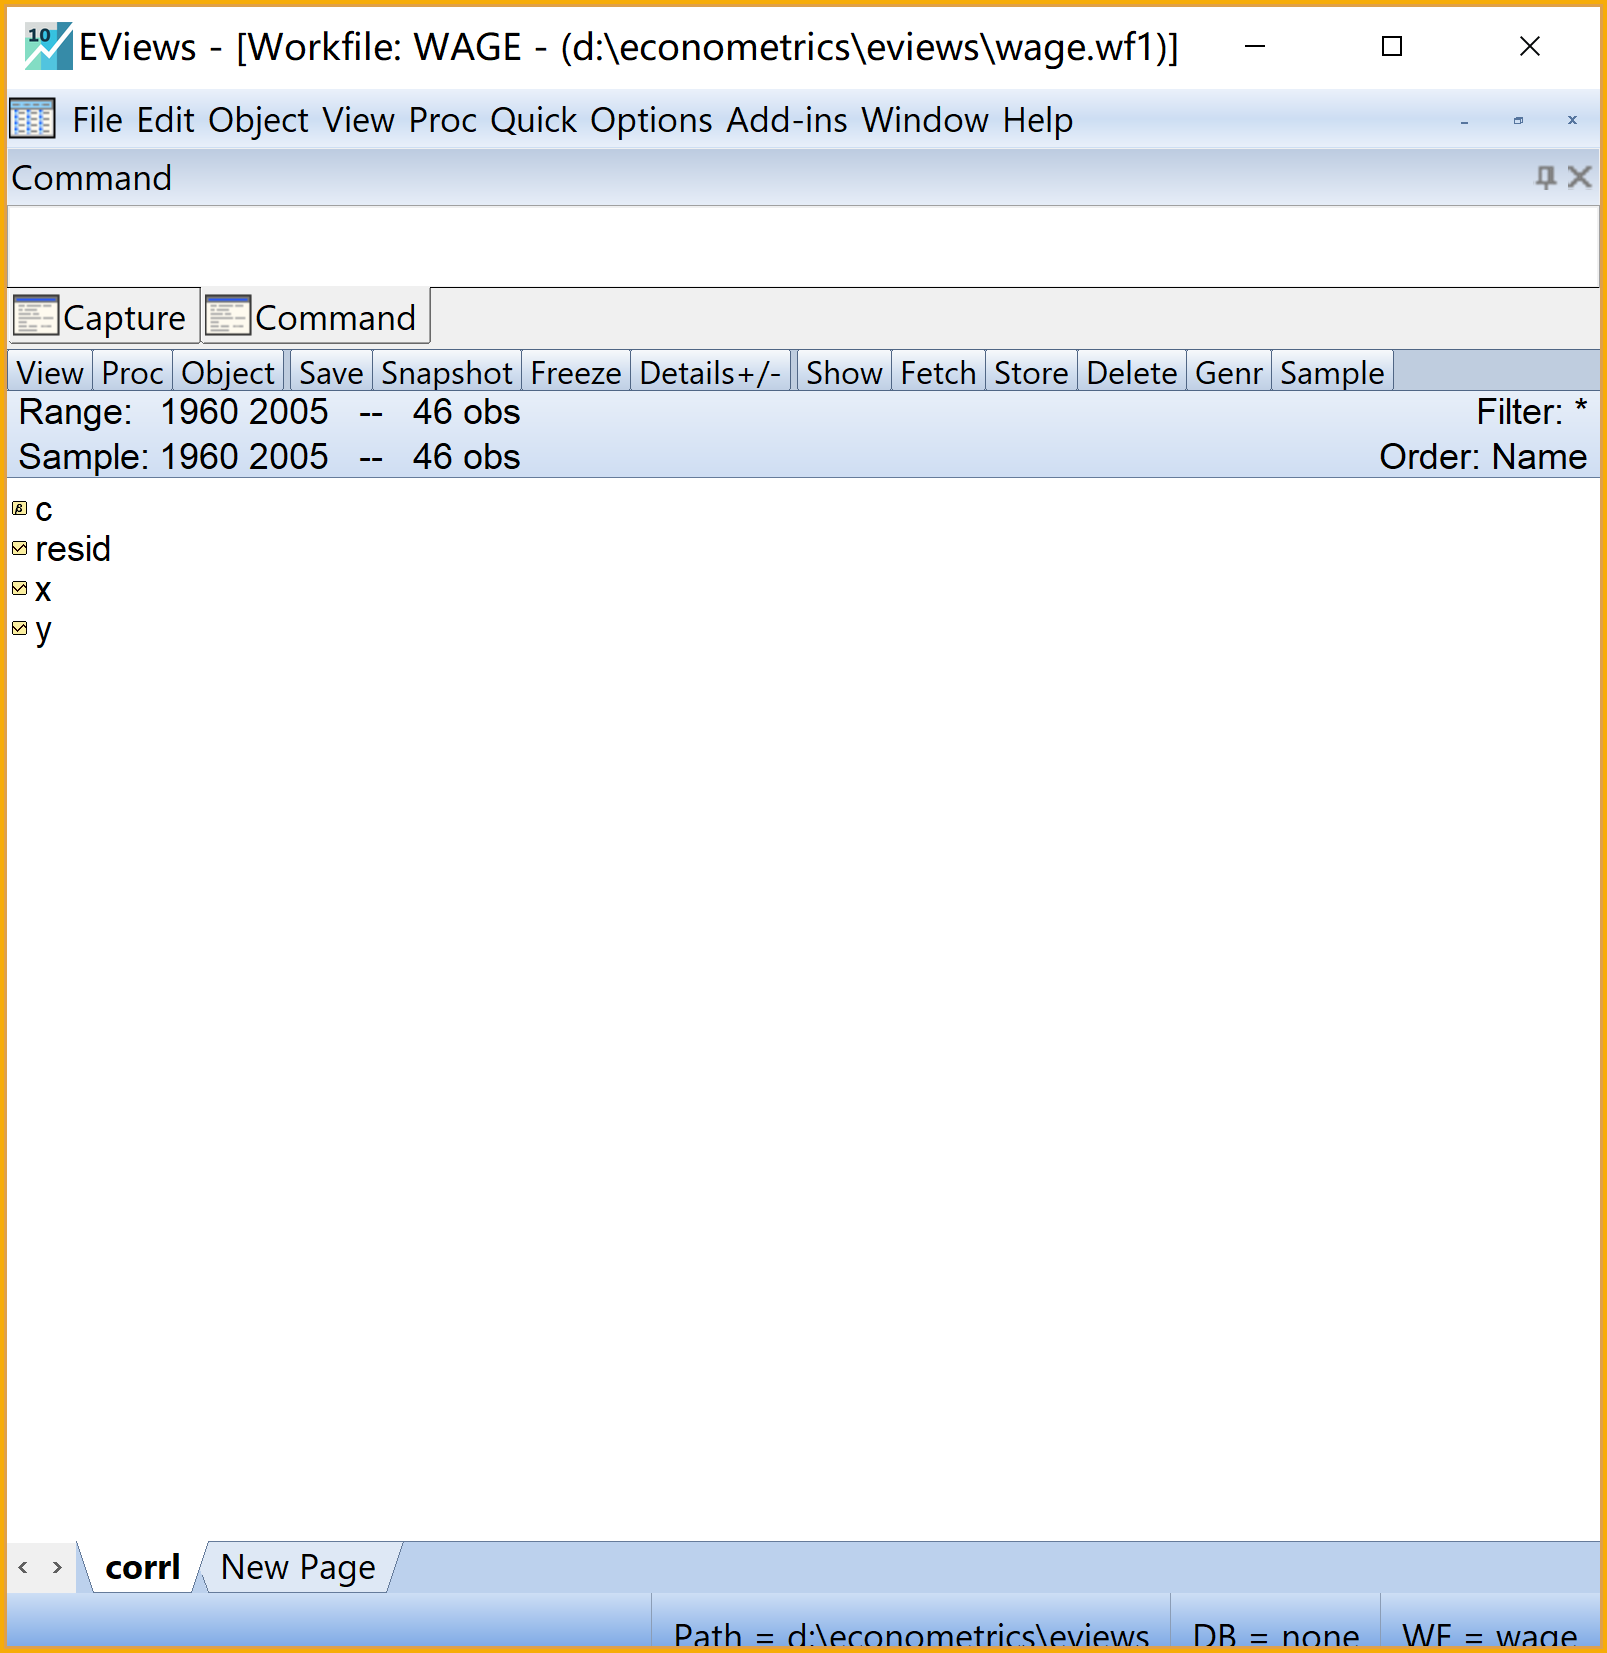 10 EViews - [Workfile: WAGE - (d:\econometrics\eviews\wage.wf1)]
File Edit Object View Proc Quick Options Add-ins Window Help
Command
Capture Command
View Proc Object Save Snapshot Freeze Details+/- Show Fetch Store Delete Genr Sample
Range: 1960 2005 -- 46 obs Filter: *
Sample: 1960 2005 -- 46 obs Order: Name
β c
resid
x
y
corrl New Page
Path = d:\econometrics\eviews DB = none WF = wage